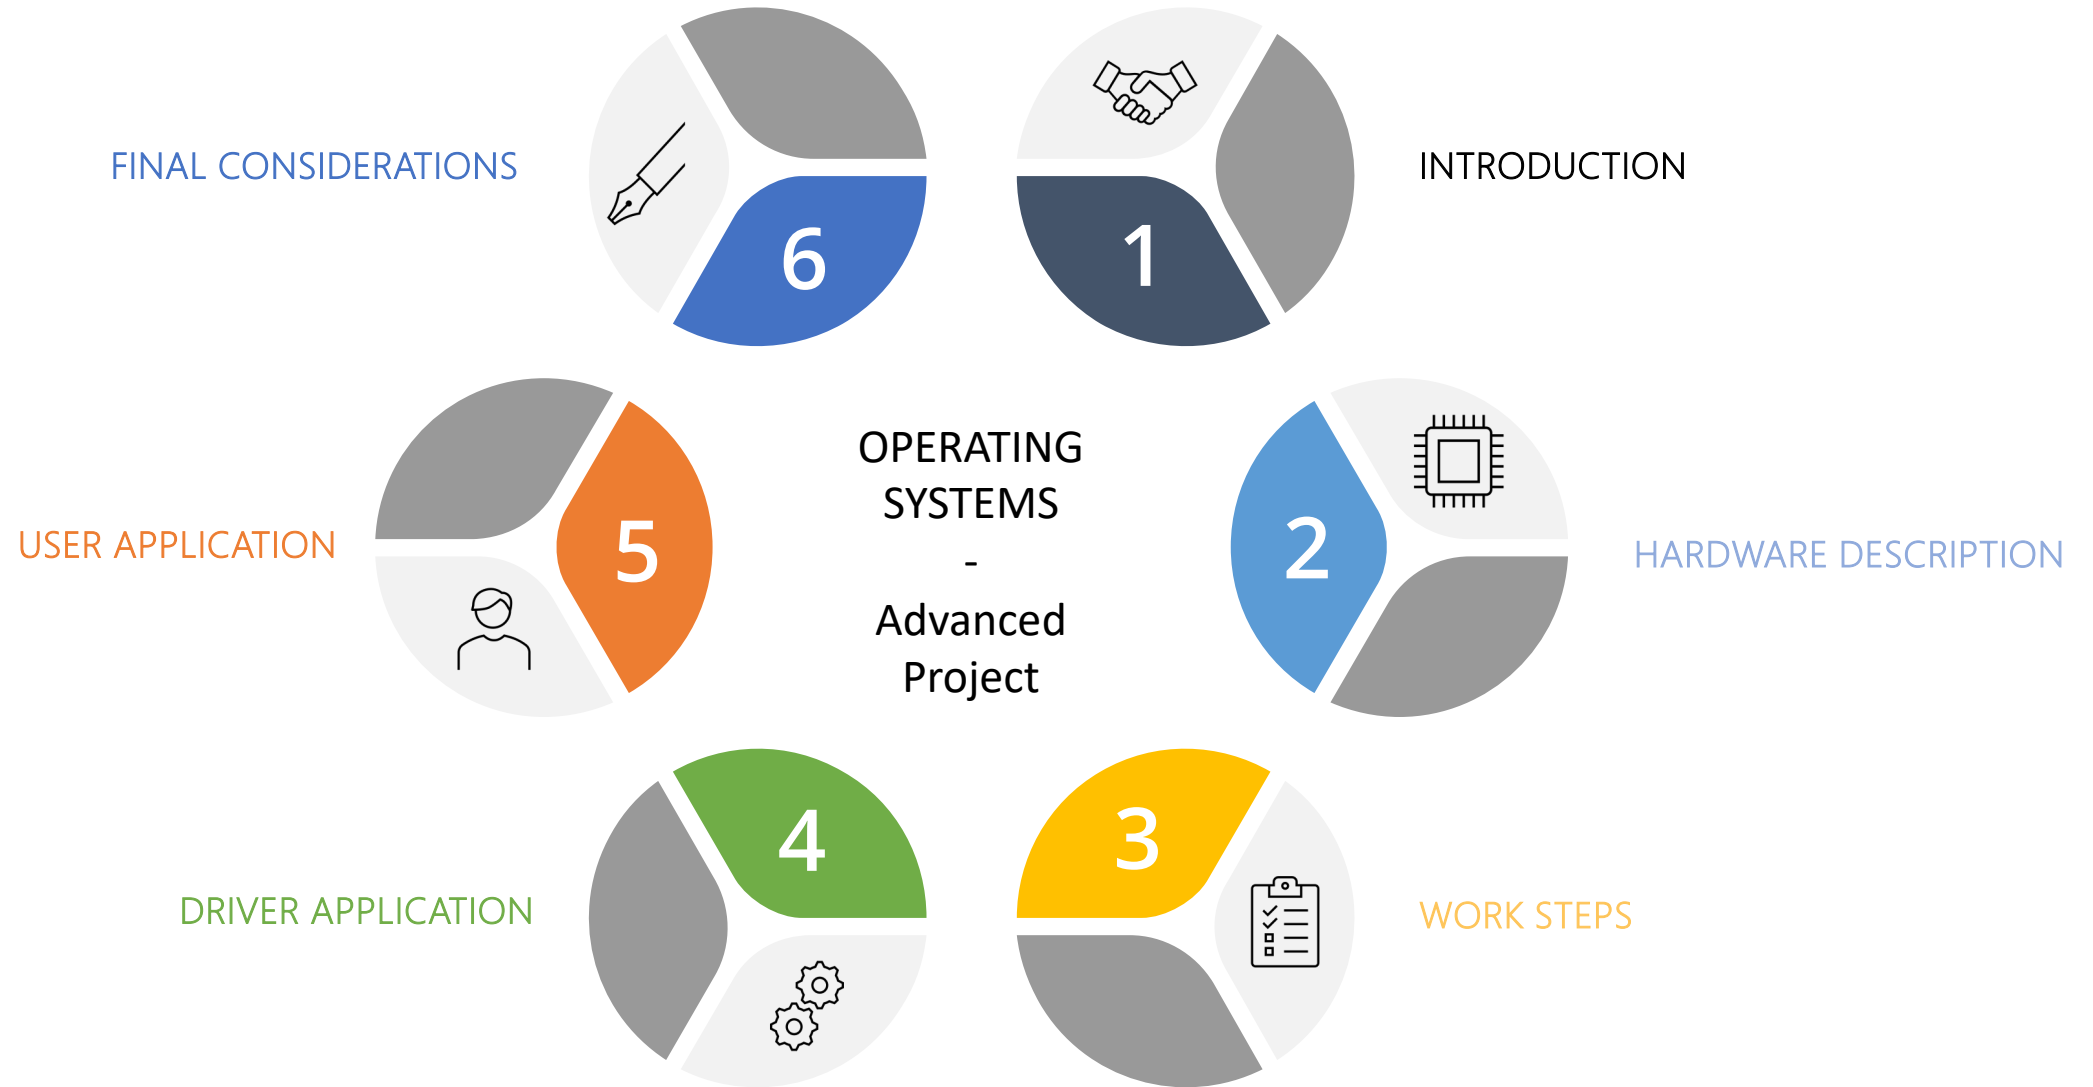 OPERATING
SYSTEMS
-
Advanced
Project
1
INTRODUCTION
2
HARDWARE DESCRIPTION
3
WORK STEPS
4
DRIVER APPLICATION
5
USER APPLICATION
6
FINAL CONSIDERATIONS